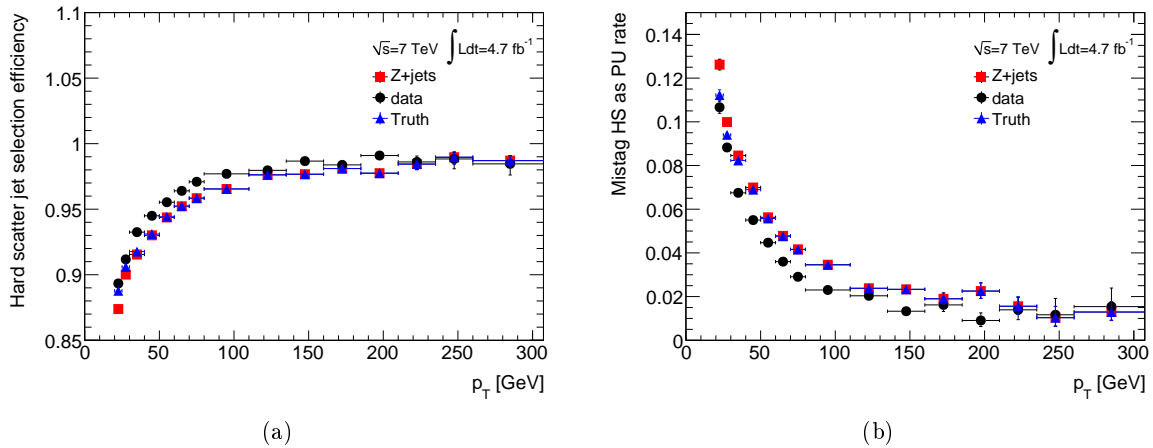 Hard scatter jet selection efficiency
1.1
1.05
1
0.95
0.9
0.85
0 50 100 150 200 250 300
p_T [GeV]
√s=7 TeV ∫ Ldt=4.7 fb⁻¹
Z+jets
data
Truth
(a)
Mistag HS as PU rate
0.14
0.12
0.1
0.08
0.06
0.04
0.02
0
0 50 100 150 200 250 300
p_T [GeV]
√s=7 TeV ∫ Ldt=4.7 fb⁻¹
Z+jets
data
Truth
(b)